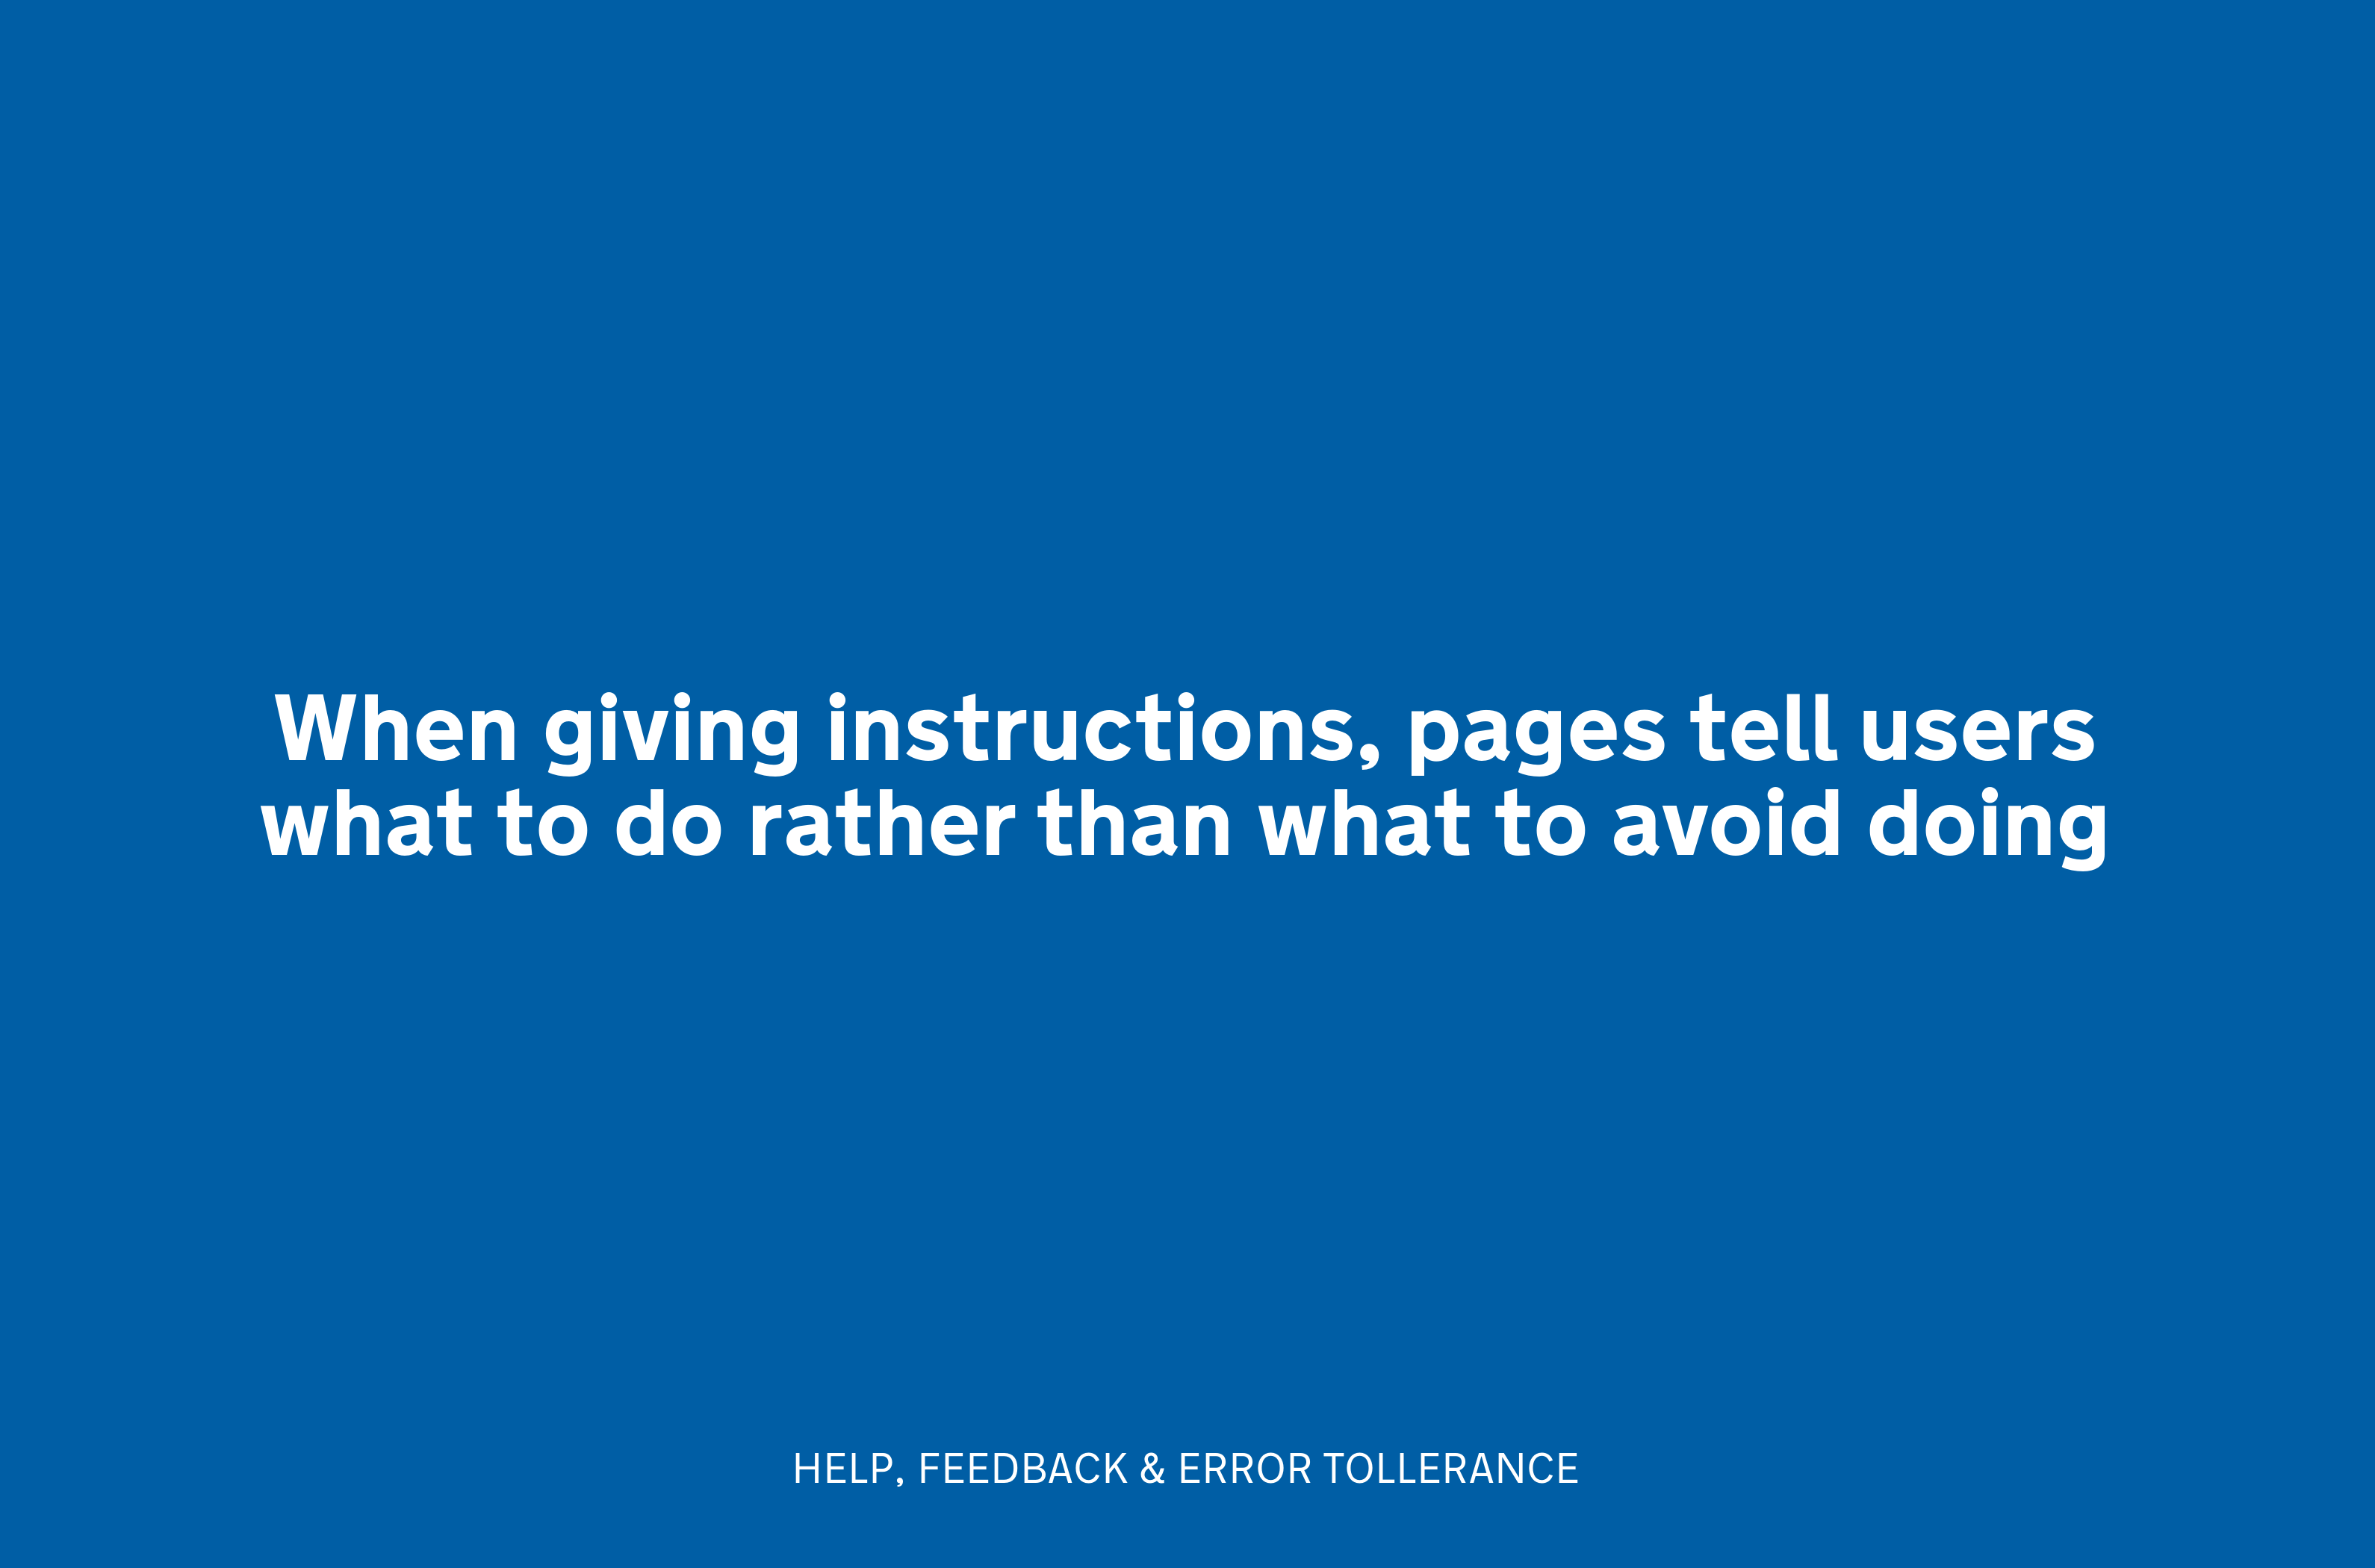 When giving instructions, pages tell users
what to do rather than what to avoid doing
HELP, FEEDBACK & ERROR TOLLERANCE